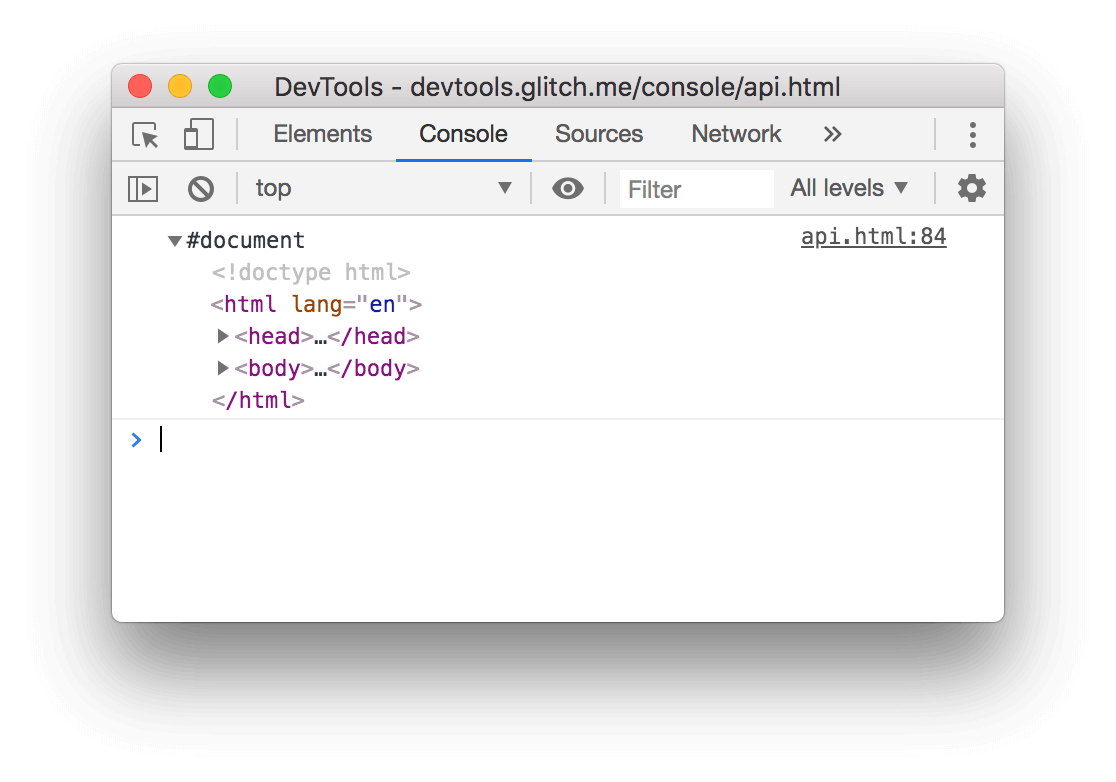 DevTools - devtools.glitch.me/console/api.html
Elements Console Sources Network
top Filter All levels
#document api.html:84
<!doctype html>
<html lang="en">
<head>…</head>
<body>…</body>
</html>